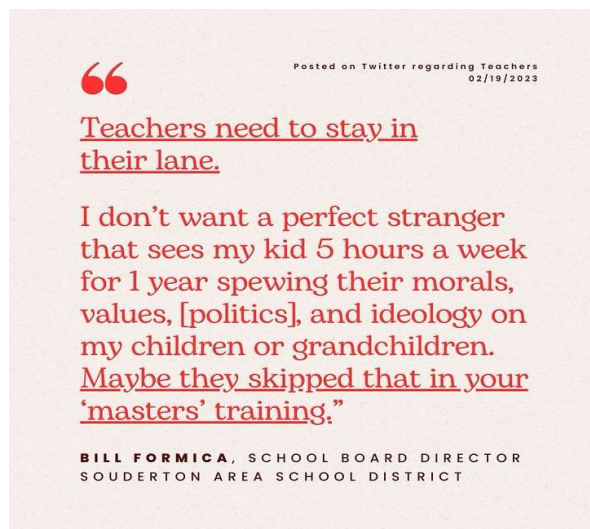 “
Posted on Twitter regarding Teachers
02/19/2023
Teachers need to stay in
their lane.
I don’t want a perfect stranger
that sees my kid 5 hours a week
for 1 year spewing their morals,
values, [politics], and ideology on
my children or grandchildren.
Maybe they skipped that in your
‘masters’ training.”
BILL FORMICA, SCHOOL BOARD DIRECTOR
SOUDERTON AREA SCHOOL DISTRICT